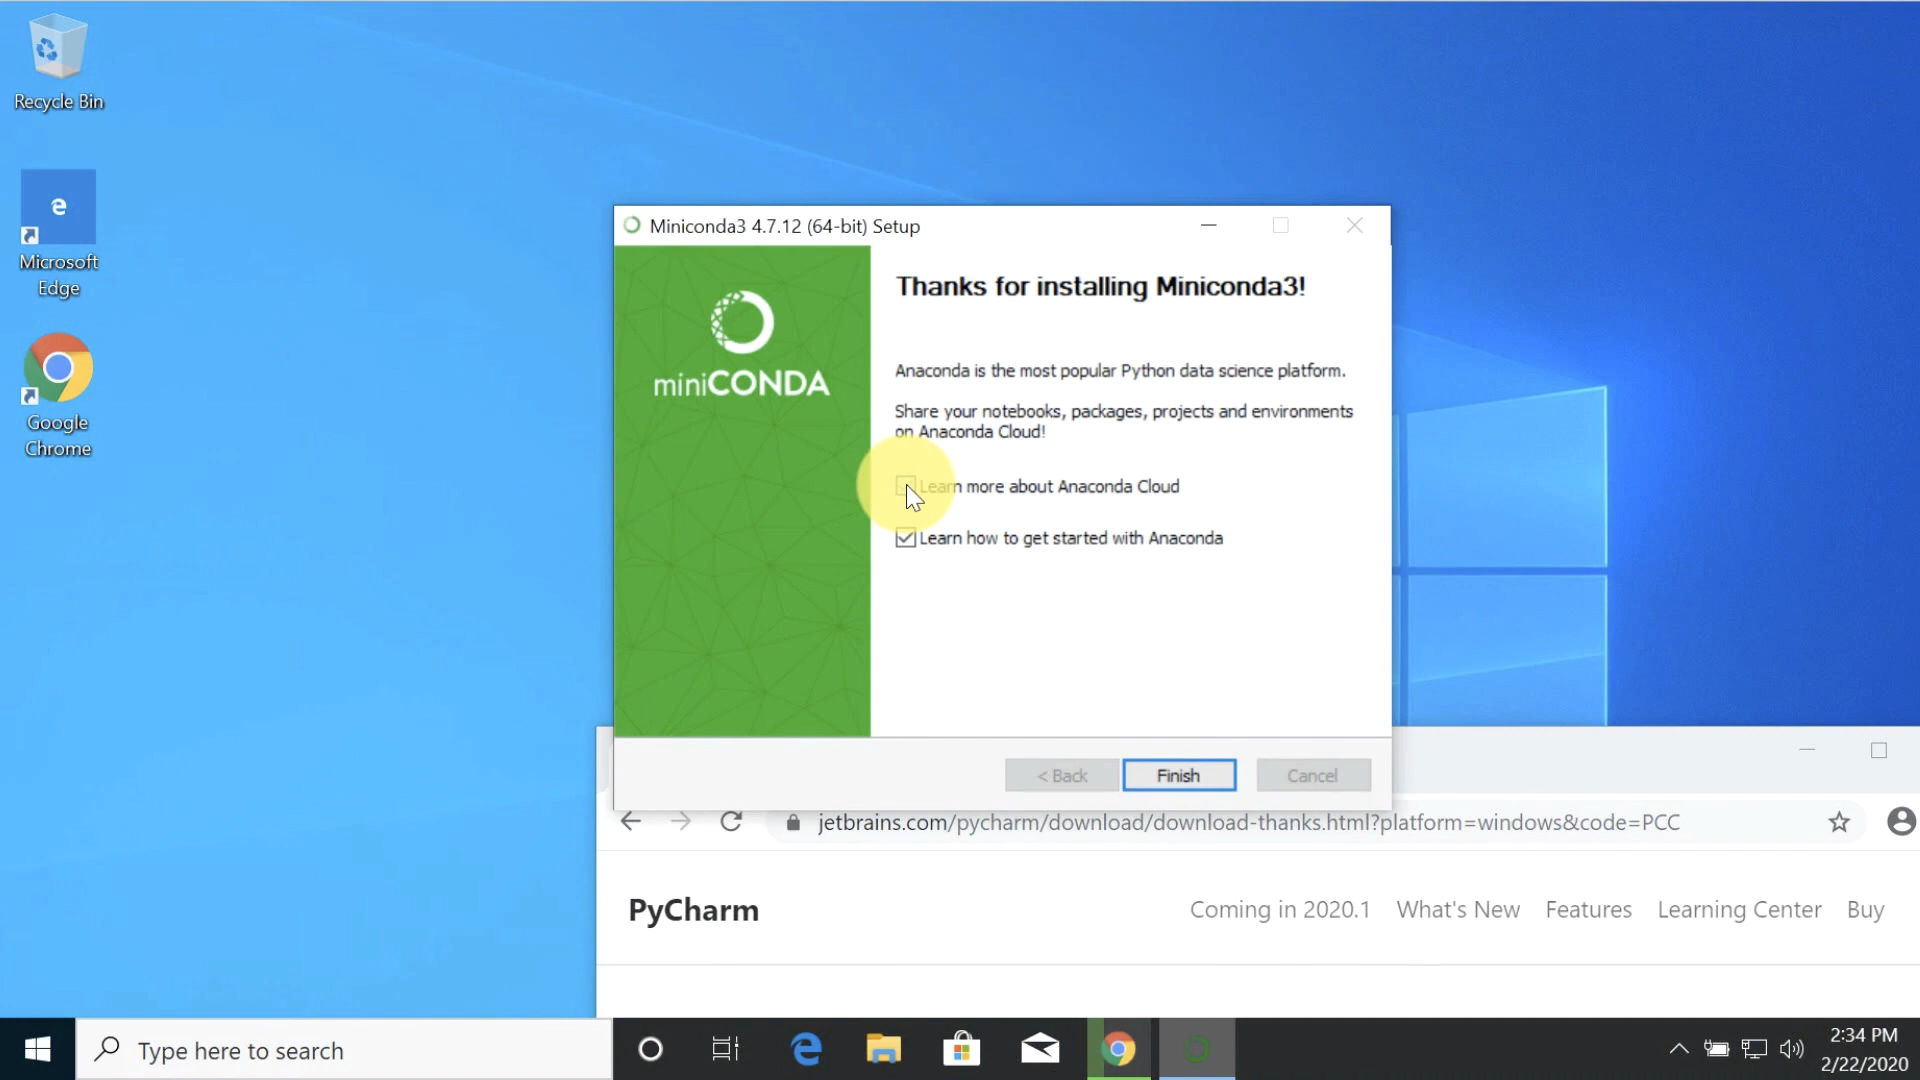 Recycle Bin
Microsoft
Edge
Google
Chrome
Miniconda3 4.7.12 (64-bit) Setup
miniCONDA
Thanks for installing Miniconda3!
Anaconda is the most popular Python data science platform.
Share your notebooks, packages, projects and environments
on Anaconda Cloud!
Learn more about Anaconda Cloud
Learn how to get started with Anaconda
< Back
Finish
Cancel
jetbrains.com/pycharm/download/download-thanks.html?platform=windows&code=PCC
PyCharm
Coming in 2020.1
What's New
Features
Learning Center
Buy
Type here to search
2:34 PM
2/22/2020